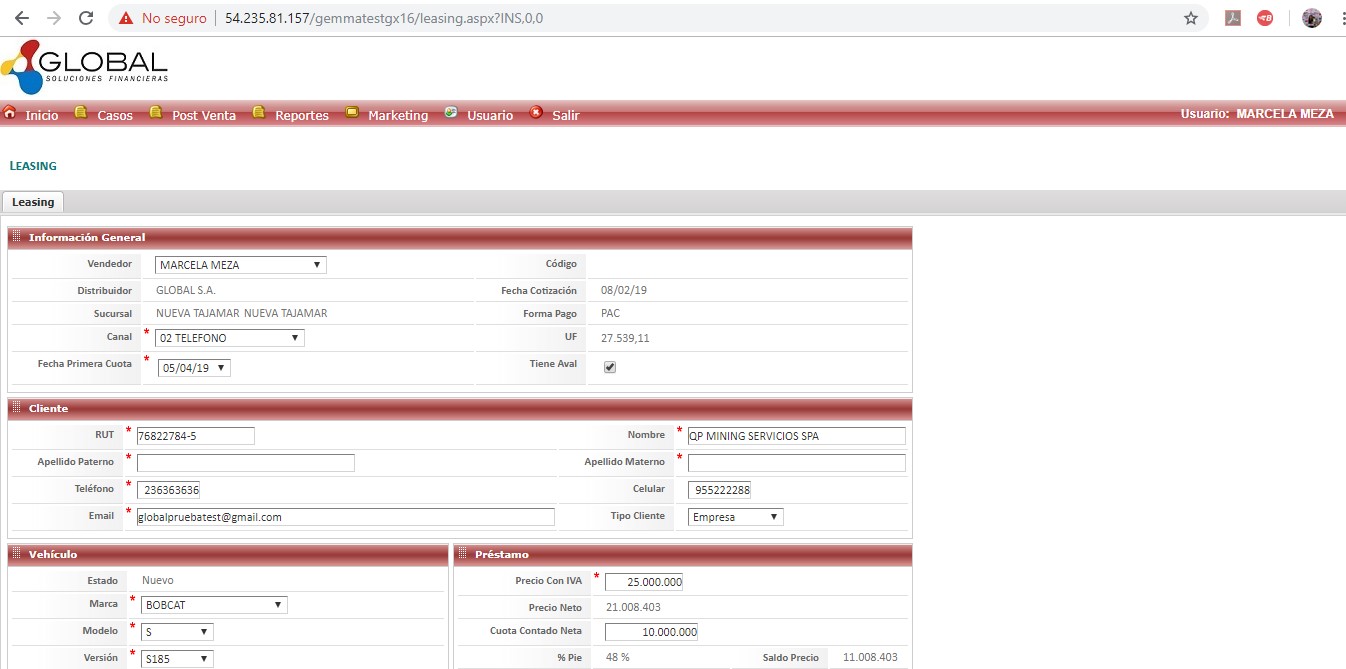 No seguro | 54.235.81.157/gemmatestgx16/leasing.aspx?INS,0,0
GLOBAL
SOLUCIONES FINANCIERAS
Inicio Casos Post Venta Reportes Marketing Usuario Salir Usuario: MARCELA MEZA
LEASING
Leasing
Información General
Vendedor MARCELA MEZA Código
Distribuidor GLOBAL S.A. Fecha Cotización 08/02/19
Sucursal NUEVA TAJAMAR NUEVA TAJAMAR Forma Pago PAC
Canal * 02 TELEFONO UF 27.539,11
Fecha Primera Cuota * 05/04/19 Tiene Aval
Cliente
RUT * 76822784-5 Nombre * QP MINING SERVICIOS SPA
Apellido Paterno * Apellido Materno *
Teléfono * 236363636 Celular 955222288
Email * globalpruebatest@gmail.com Tipo Cliente Empresa
Vehículo Préstamo
Estado Nuevo Precio Con IVA * 25.000.000
Marca * BOBCAT Precio Neto 21.008.403
Modelo * S Cuota Contado Neta 10.000.000
Versión * S185 % Pie 48 % Saldo Precio 11.008.403